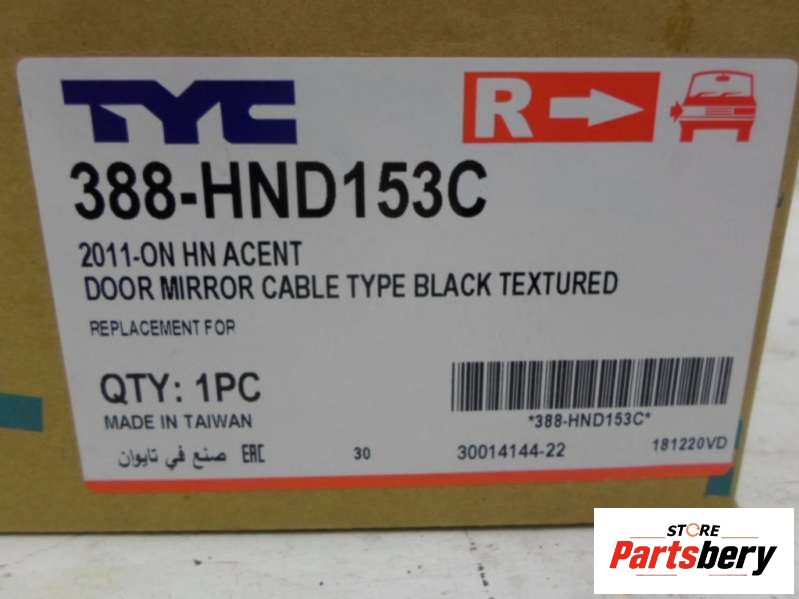 TYC
R
388-HND153C
2011-ON HN ACENT
DOOR MIRROR CABLE TYPE BLACK TEXTURED
REPLACEMENT FOR
QTY: 1PC
MADE IN TAIWAN
*388-HND153C*
صنع في تايوان EAC 30 30014144-22 181220VD
STORE
Partsbery